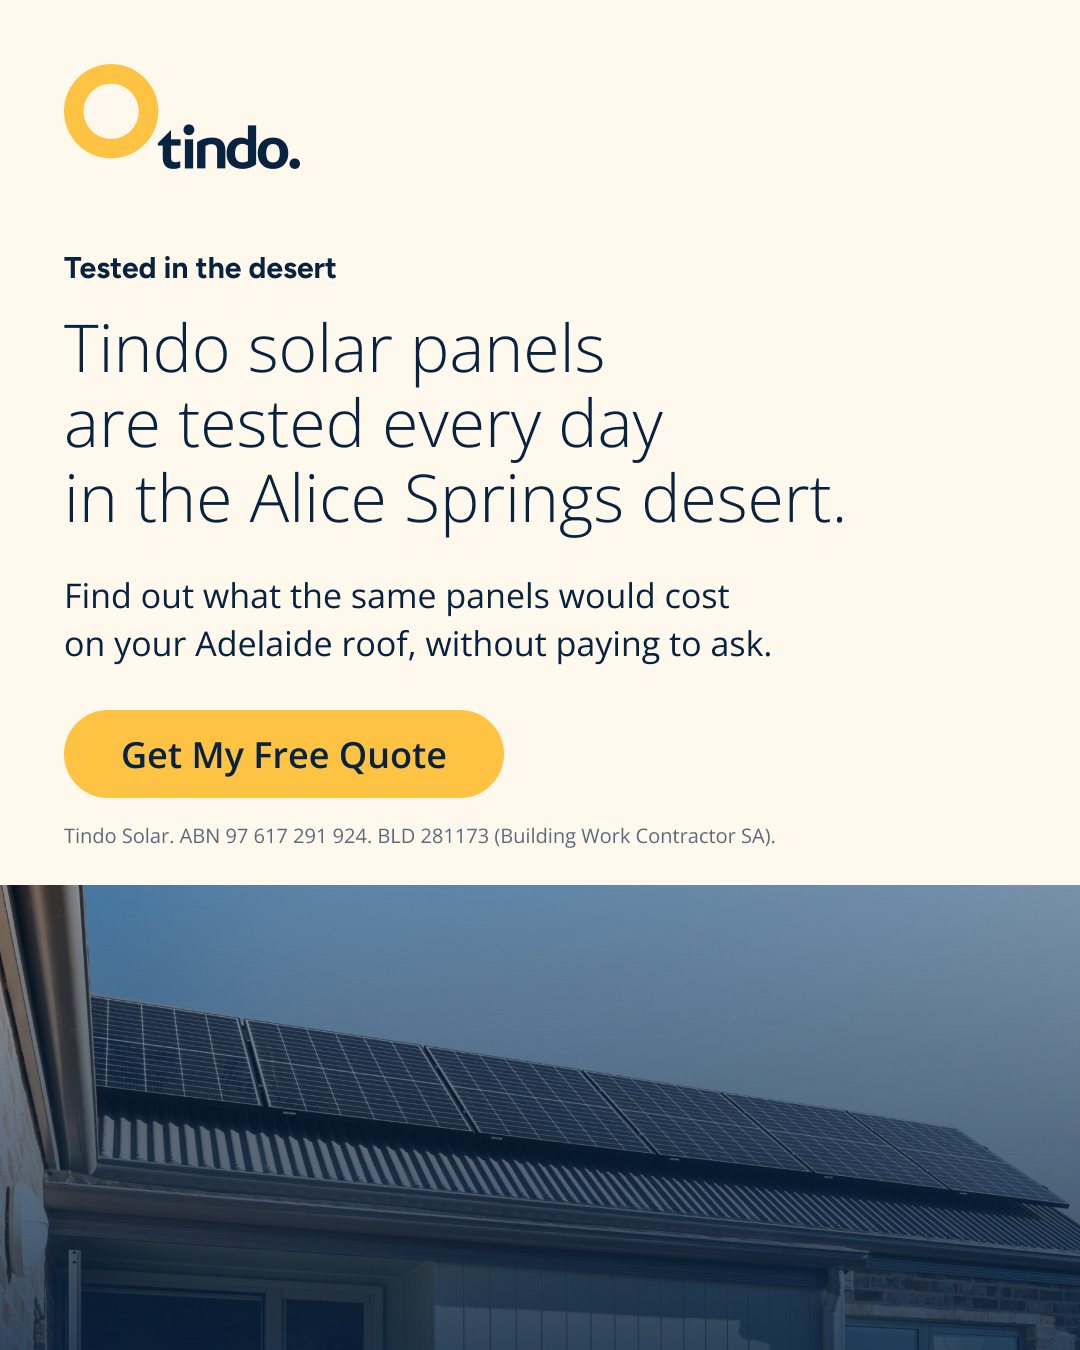 tindo.
Tested in the desert
Tindo solar panels
are tested every day
in the Alice Springs desert.
Find out what the same panels would cost
on your Adelaide roof, without paying to ask.
Get My Free Quote
Tindo Solar. ABN 97 617 291 924. BLD 281173 (Building Work Contractor SA).